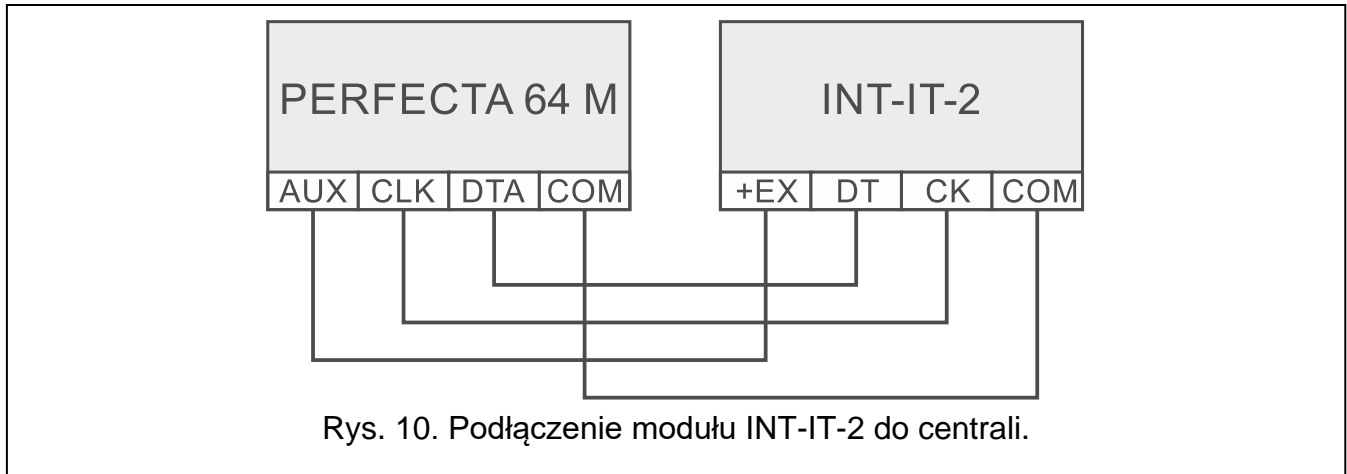 PERFECTA 64 M
INT-IT-2
AUX CLK DTA COM
+EX DT CK COM
Rys. 10. Podłączenie modułu INT-IT-2 do centrali.